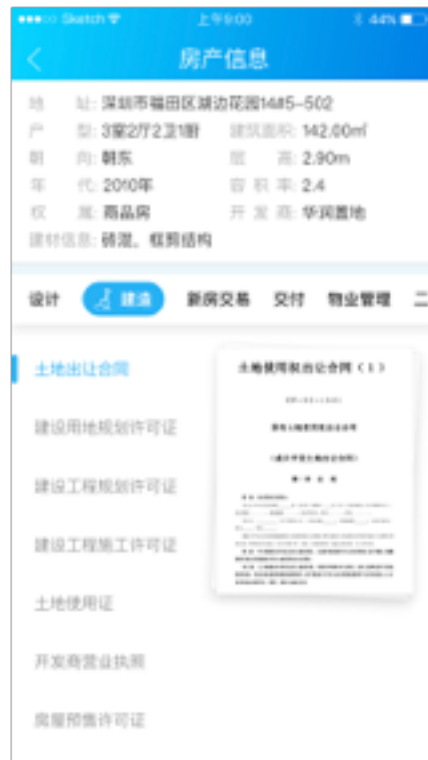 Sketch 上午9:00 44%
房产信息
地 址: 深圳市福田区湖边花园14#5-502
户 型: 3室2厅2卫1厨 建筑面积: 142.00㎡
朝 向: 朝东 层 高: 2.90m
年 代: 2010年 容 积 率: 2.4
权 属: 商品房 开 发 商: 华润置地
建材信息: 砖混、框剪结构
设计 建造 新房交易 交付 物业管理 二
土地出让合同
土地使用权出让合同(1)
建设用地规划许可证
建设工程规划许可证
建设工程施工许可证
土地使用证
开发商营业执照
房屋预售许可证